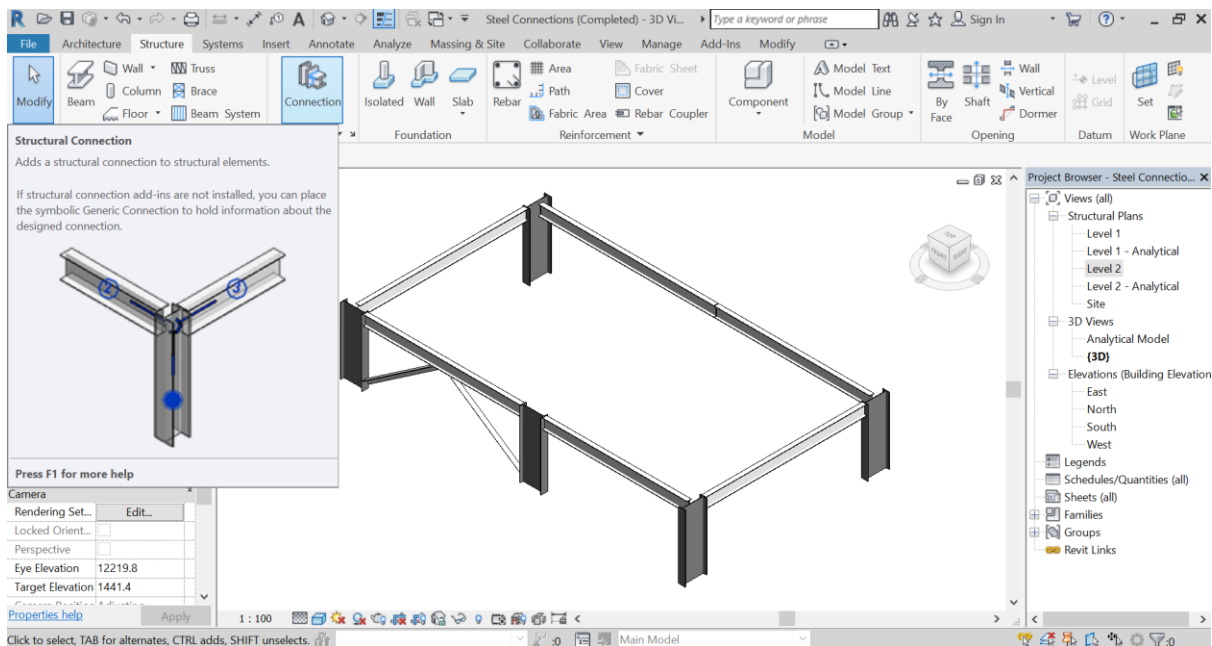 Steel Connections (Completed) - 3D Vi...
Type a keyword or phrase
Sign In
File Architecture Structure Systems Insert Annotate Analyze Massing & Site Collaborate View Manage Add-Ins Modify
Modify
Beam
Wall
Column
Floor
Truss
Brace
Beam System
Connection
Isolated
Wall
Slab
Foundation
Rebar
Area
Path
Fabric Area
Fabric Sheet
Cover
Rebar Coupler
Reinforcement
Component
Model Text
Model Line
Model Group
Model
By
Face
Shaft
Wall
Vertical
Dormer
Opening
Level
Grid
Datum
Set
Work Plane
Structural Connection
Adds a structural connection to structural elements.
If structural connection add-ins are not installed, you can place
the symbolic Generic Connection to hold information about the
designed connection.
2
3
Press F1 for more help
Camera
Rendering Set... Edit...
Locked Orient...
Perspective
Eye Elevation 12219.8
Target Elevation 1441.4
Properties help
Apply
TOP
FRONT
RIGHT
Project Browser - Steel Connectio...
Views (all)
Structural Plans
Level 1
Level 1 - Analytical
Level 2
Level 2 - Analytical
Site
3D Views
Analytical Model
{3D}
Elevations (Building Elevation
East
North
South
West
Legends
Schedules/Quantities (all)
Sheets (all)
Families
Groups
Revit Links
1 : 100
Click to select, TAB for alternates, CTRL adds, SHIFT unselects.
:0
Main Model
:0